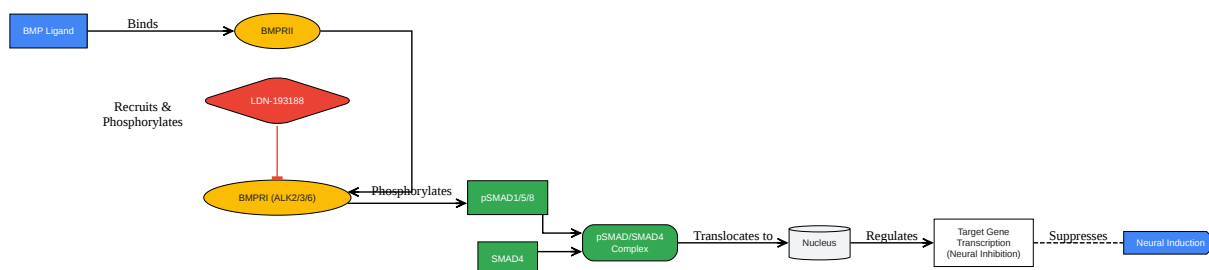 BMP Ligand
Binds
BMPRII
LDN-193188
Recruits &
Phosphorylates
BMPRI (ALK2/3/6)
Phosphorylates
pSMAD1/5/8
SMAD4
pSMAD/SMAD4
Complex
Translocates to
Nucleus
Regulates
Target Gene
Transcription
(Neural Inhibition)
Suppresses
Neural Induction